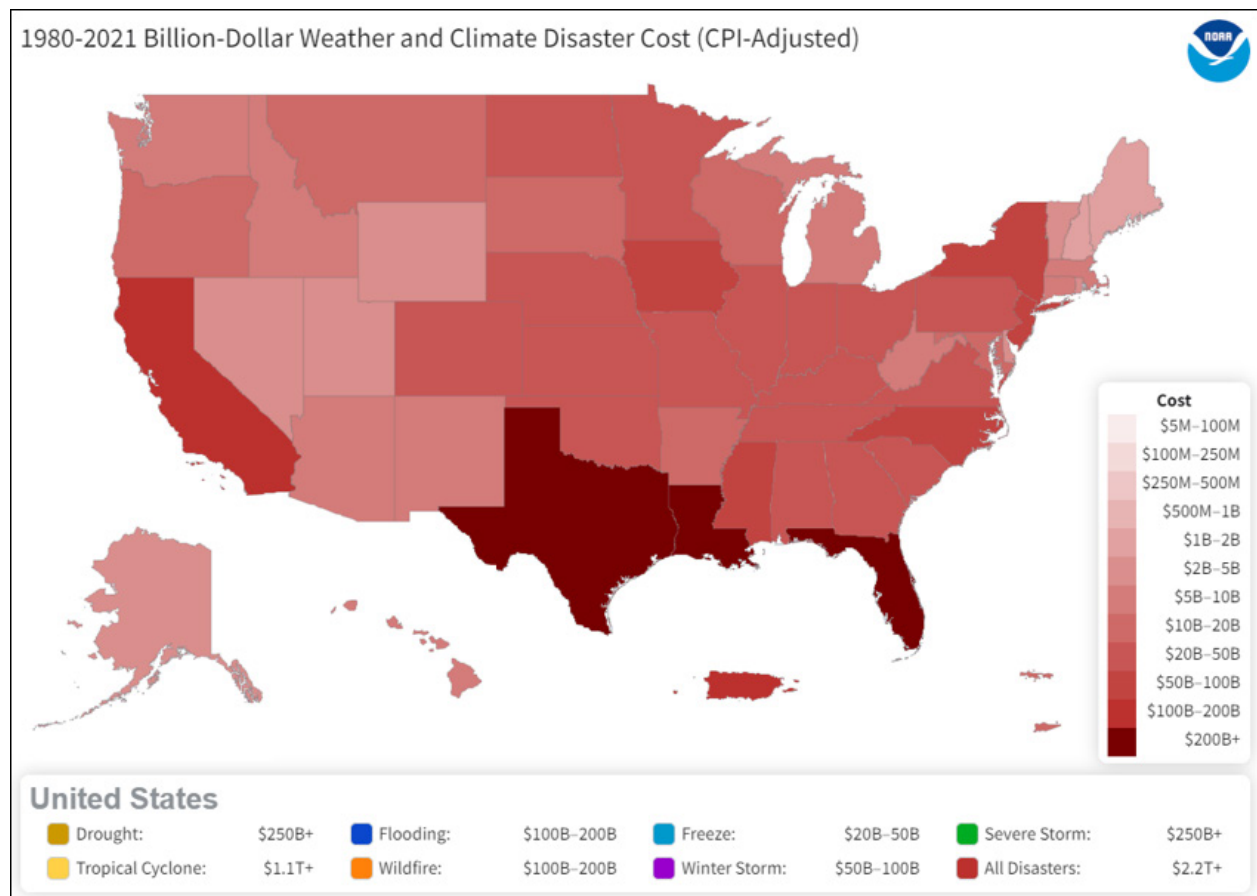 1980-2021 Billion-Dollar Weather and Climate Disaster Cost (CPI-Adjusted)
NOAA
Cost
$5M–100M
$100M–250M
$250M–500M
$500M–1B
$1B–2B
$2B–5B
$5B–10B
$10B–20B
$20B–50B
$50B–100B
$100B–200B
$200B+
United States
Drought: $250B+ Flooding: $100B–200B Freeze: $20B–50B Severe Storm: $250B+
Tropical Cyclone: $1.1T+ Wildfire: $100B–200B Winter Storm: $50B–100B All Disasters: $2.2T+